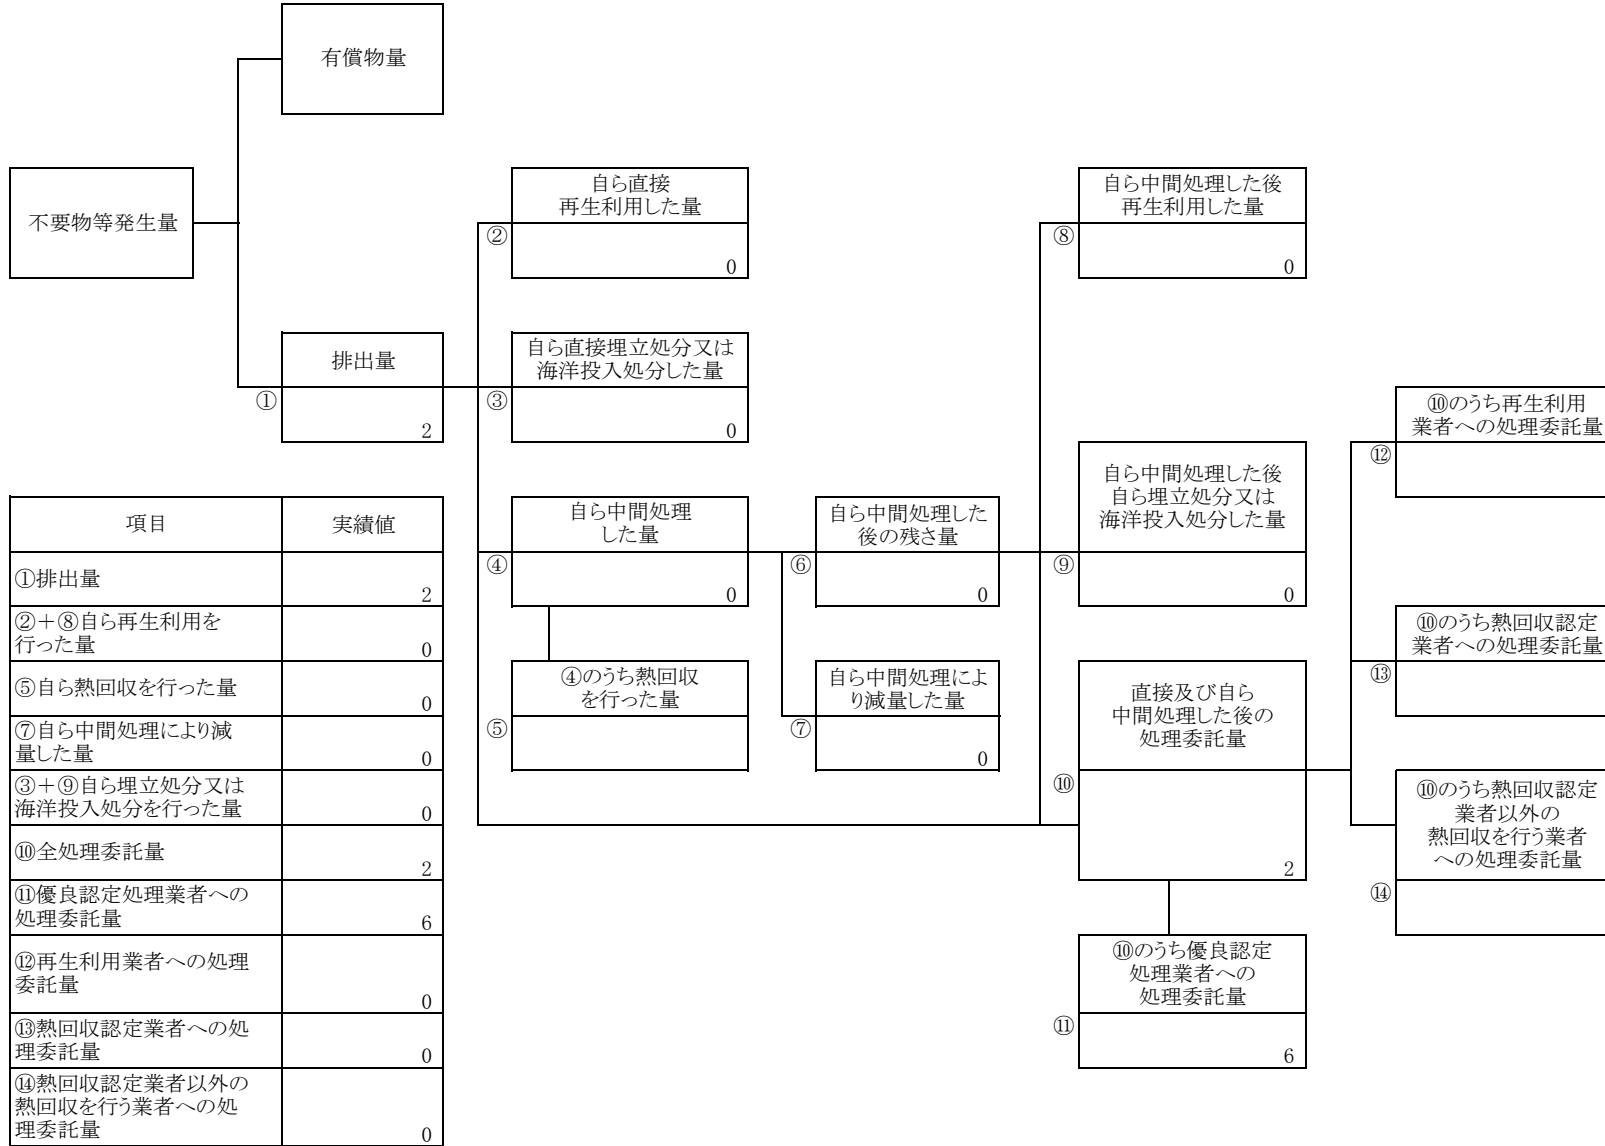 有償物量
不要物等発生量
自ら直接
再生利用した量
②
0
自ら中間処理した後
再生利用した量
⑧
0
排出量
①
2
自ら直接埋立処分又は
海洋投入処分した量
③
0
⑩のうち再生利用
業者への処理委託量
⑫
自ら中間処理
した量
④
0
自ら中間処理した
後の残さ量
⑥
0
自ら中間処理した後
自ら埋立処分又は
海洋投入処分した量
⑨
0
⑩のうち熱回収認定
業者への処理委託量
⑬
④のうち熱回収
を行った量
⑤
自ら中間処理によ
り減量した量
⑦
0
直接及び自ら
中間処理した後の
処理委託量
⑩
2
⑩のうち熱回収認定
業者以外の
熱回収を行う業者
への処理委託量
⑭
⑩のうち優良認定
処理業者への
処理委託量
⑪
6
項目 実績値
①排出量 2
②+⑧自ら再生利用を
行った量 0
⑤自ら熱回収を行った量 0
⑦自ら中間処理により減
量した量 0
③+⑨自ら埋立処分又は
海洋投入処分を行った量 0
⑩全処理委託量 2
⑪優良認定処理業者への
処理委託量 6
⑫再生利用業者への処理
委託量 0
⑬熱回収認定業者への処
理委託量 0
⑭熱回収認定業者以外の
熱回収を行う業者への処
理委託量 0